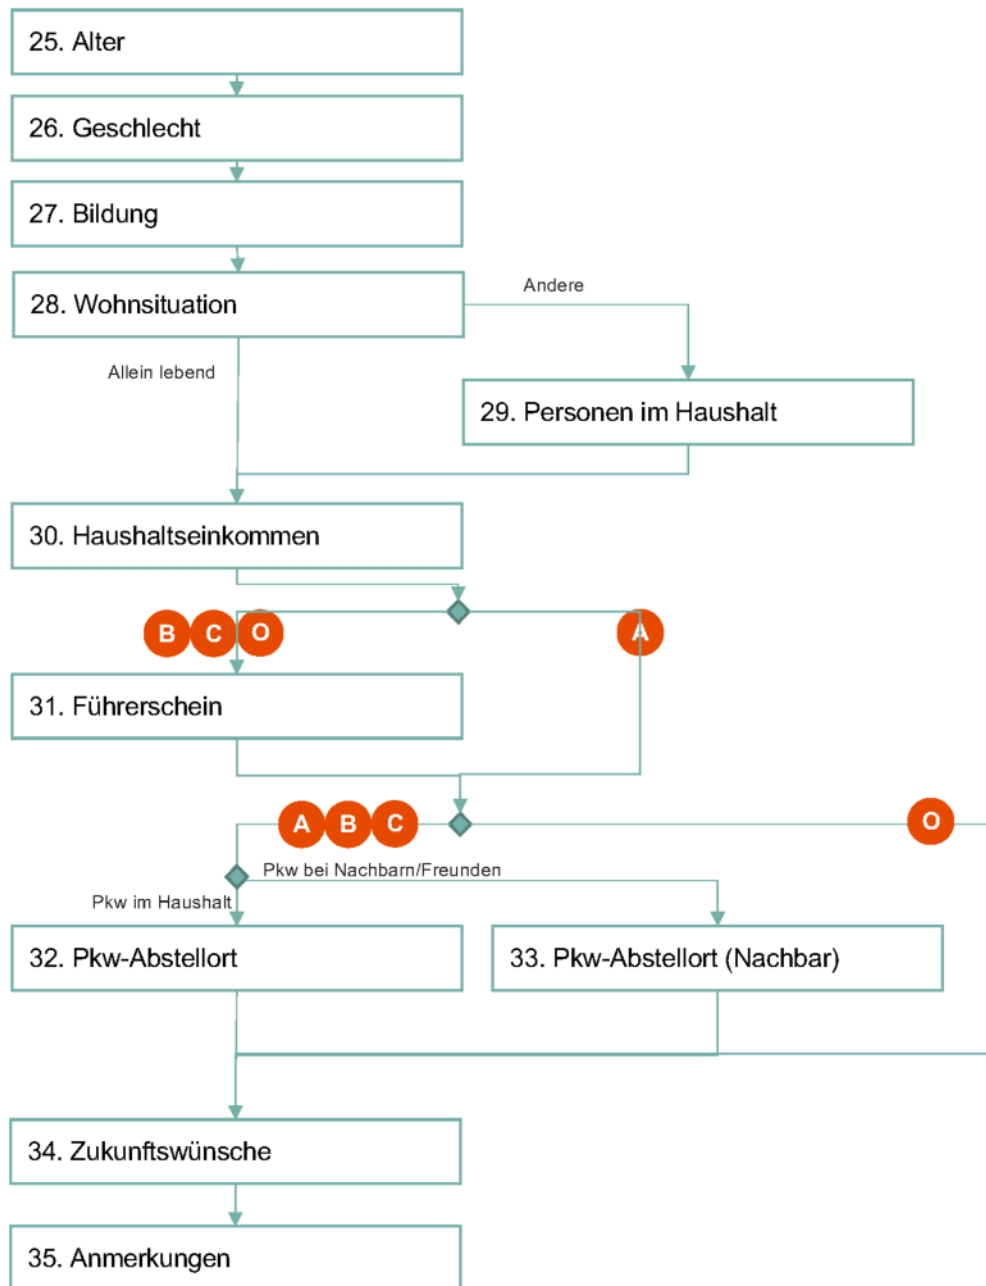 25. Alter
26. Geschlecht
27. Bildung
28. Wohnsituation
Andere
Allein lebend
29. Personen im Haushalt
30. Haushaltseinkommen
B C O
A
31. Führerschein
A B C
O
Pkw bei Nachbarn/Freunden
Pkw im Haushalt
32. Pkw-Abstellort
33. Pkw-Abstellort (Nachbar)
34. Zukunftswünsche
35. Anmerkungen